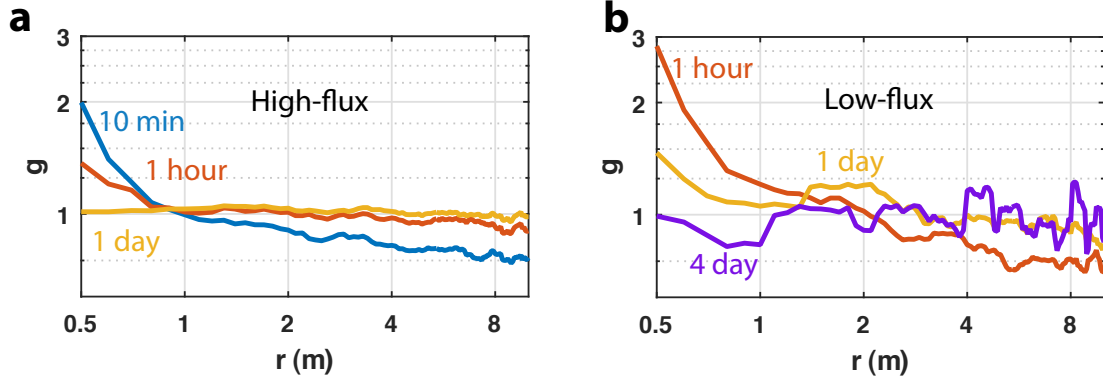 a
3
2
1
g
10 min
High-flux
1 hour
1 day
0.5 1 2 4 8
r (m)
b
3
2
1
g
1 hour
Low-flux
1 day
4 day
0.5 1 2 4 8
r (m)